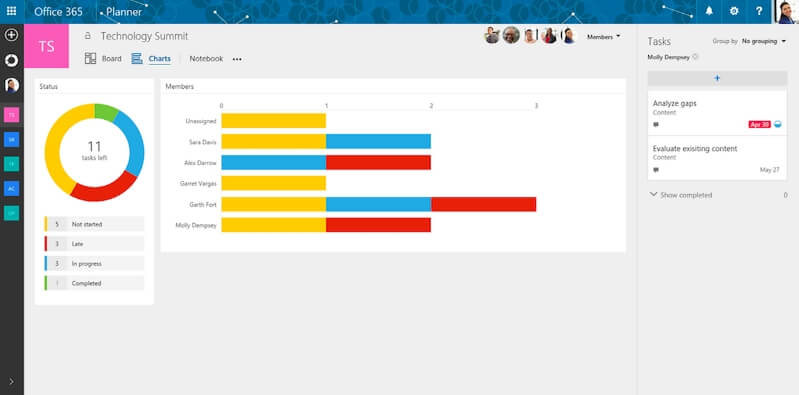 Office 365 Planner
TS Technology Summit
Members
Board Charts Notebook
Status
11
tasks left
5 Not started
3 Late
3 In progress
1 Completed
Members
0 1 2 3
Unassigned
Sara Davis
Alex Darrow
Garret Vargas
Garth Fort
Molly Dempsey
Tasks
Group by No grouping
Molly Dempsey
+
Analyze gaps
Content
Apr 30
Evaluate exisiting content
Content
May 27
Show completed 0
TS
AC